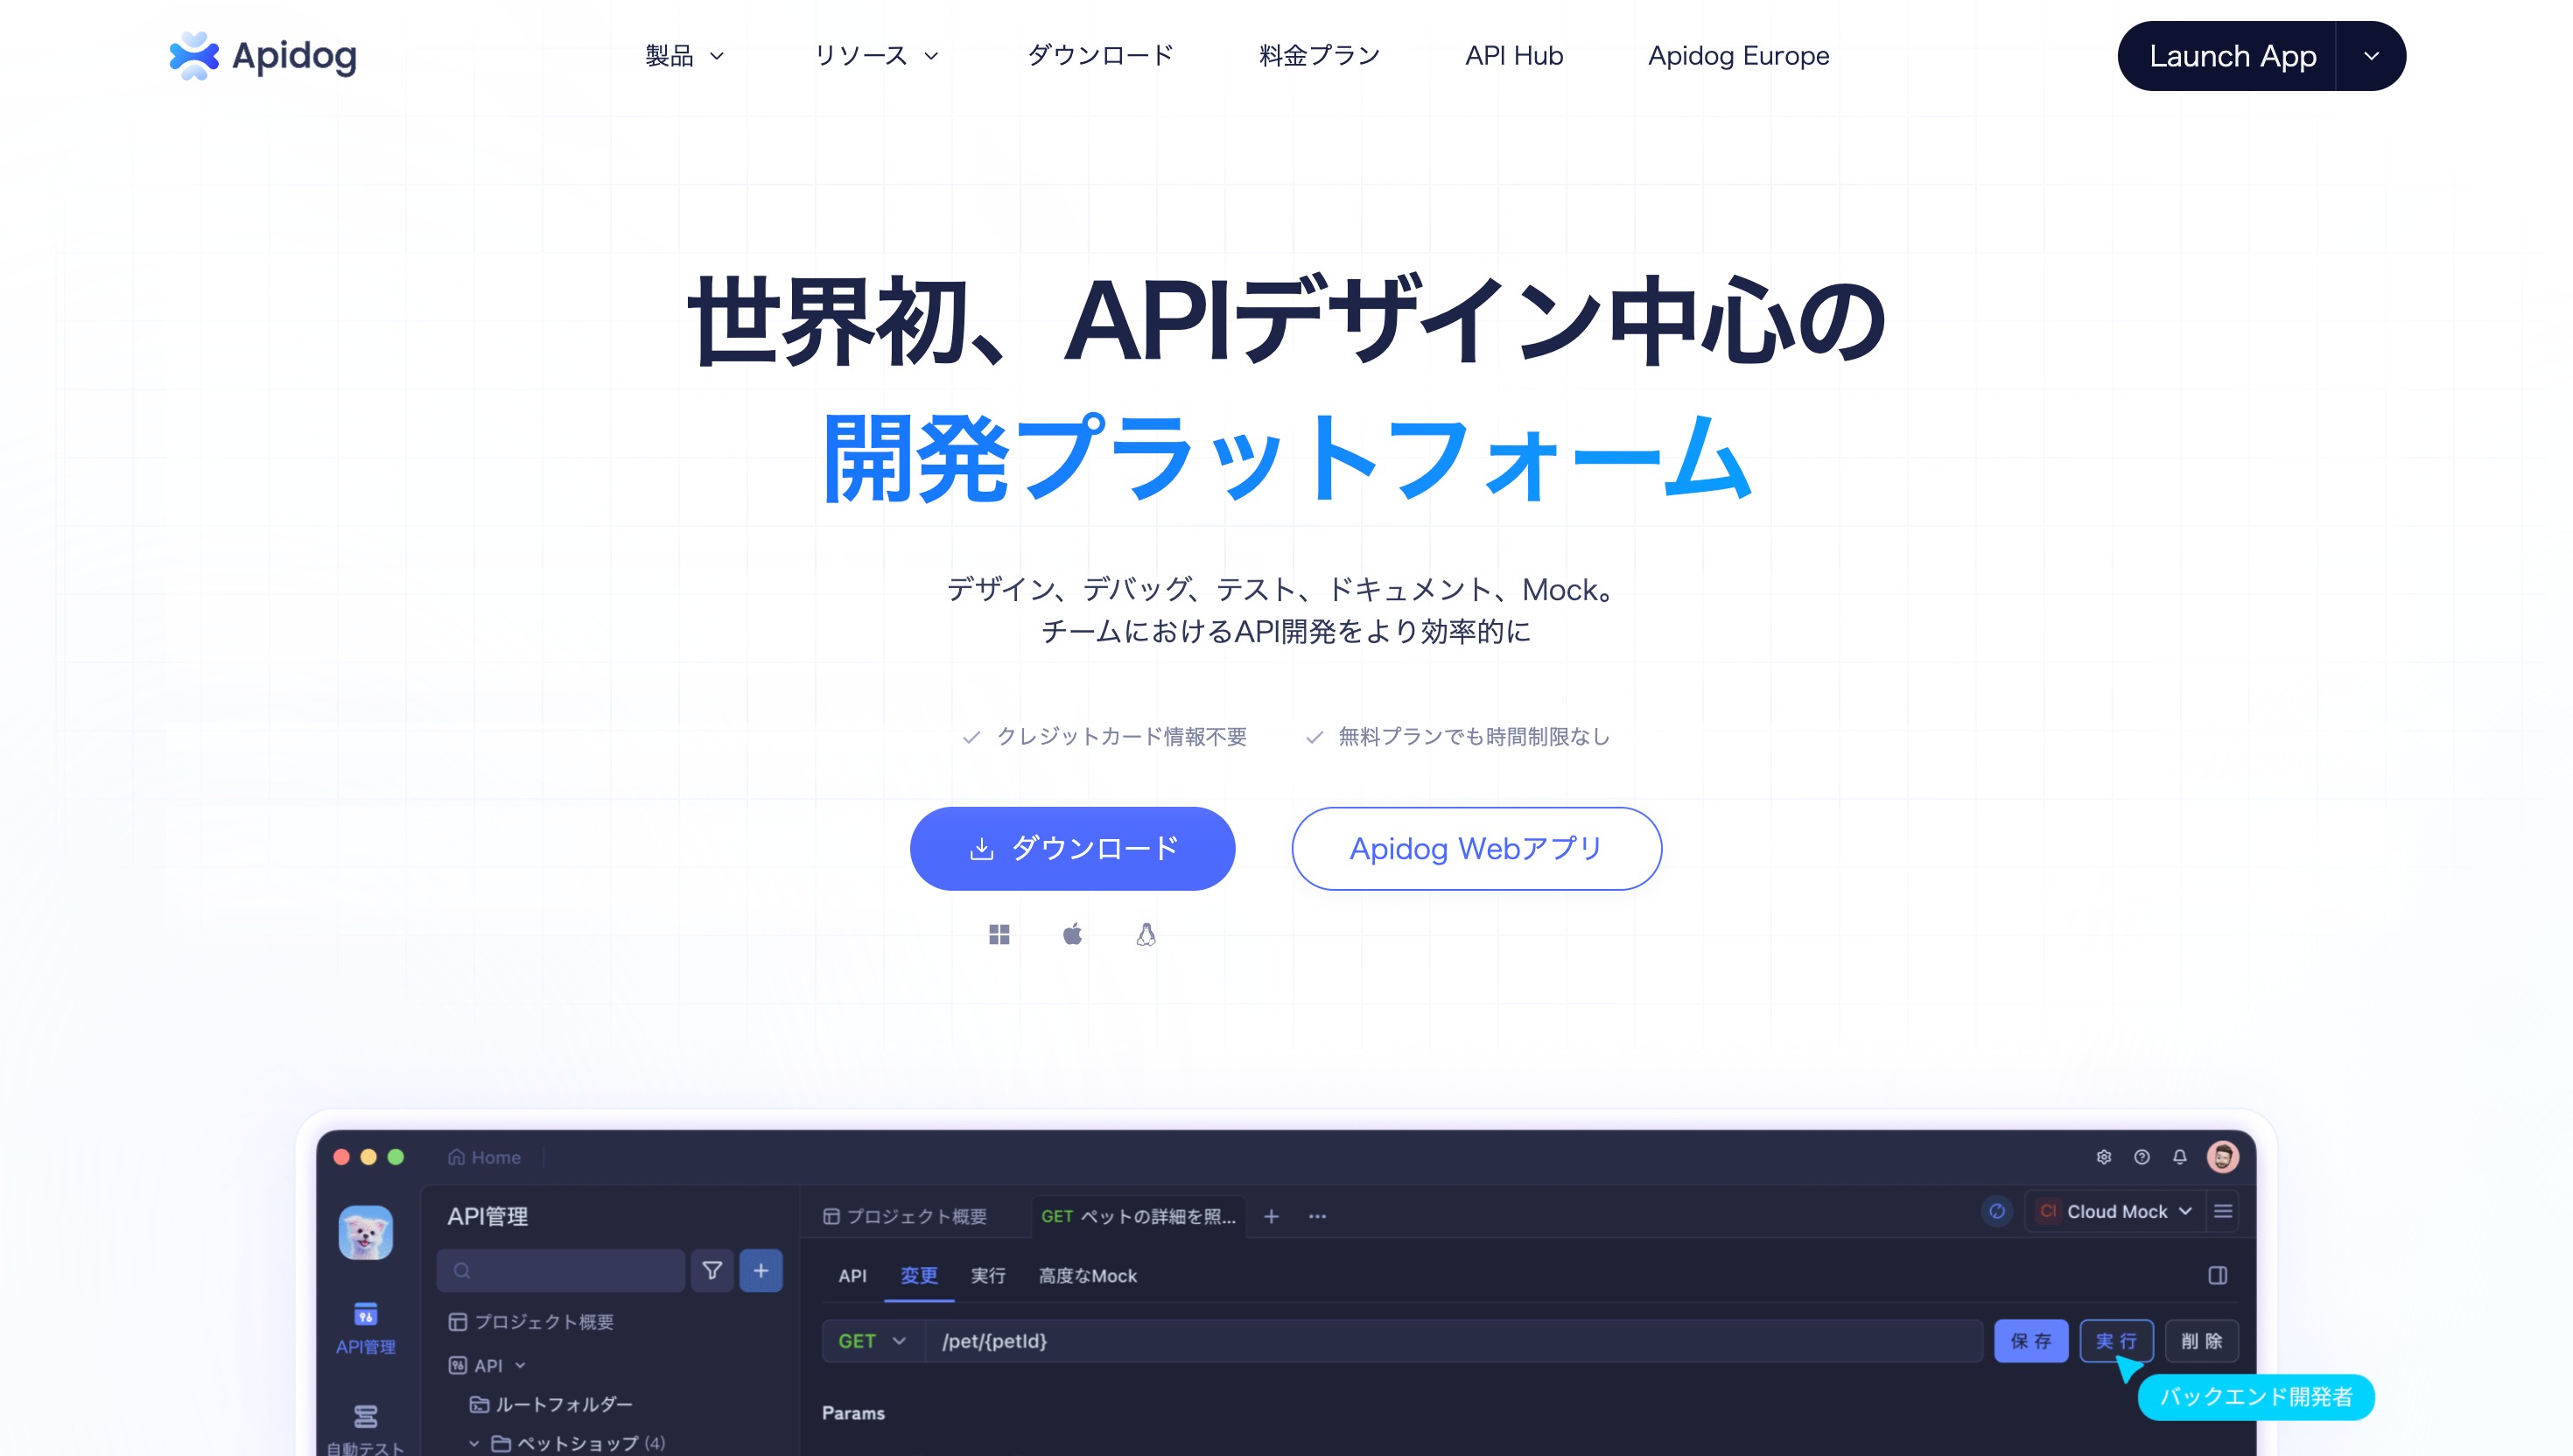 Apidog
製品
リソース
ダウンロード
料金プラン
API Hub
Apidog Europe
Launch App
世界初、APIデザイン中心の
開発プラットフォーム
デザイン、デバッグ、テスト、ドキュメント、Mock。
チームにおけるAPI開発をより効率的に
クレジットカード情報不要
無料プランでも時間制限なし
ダウンロード
Apidog Webアプリ
Home
API管理
プロジェクト概要
GET ペットの詳細を照...
CI Cloud Mock
API管理
API
変更
実行
高度なMock
プロジェクト概要
GET
/pet/{petId}
保存
実行
削除
API
バックエンド開発者
ルートフォルダー
Params
ペットショップ (4)
自動テスト